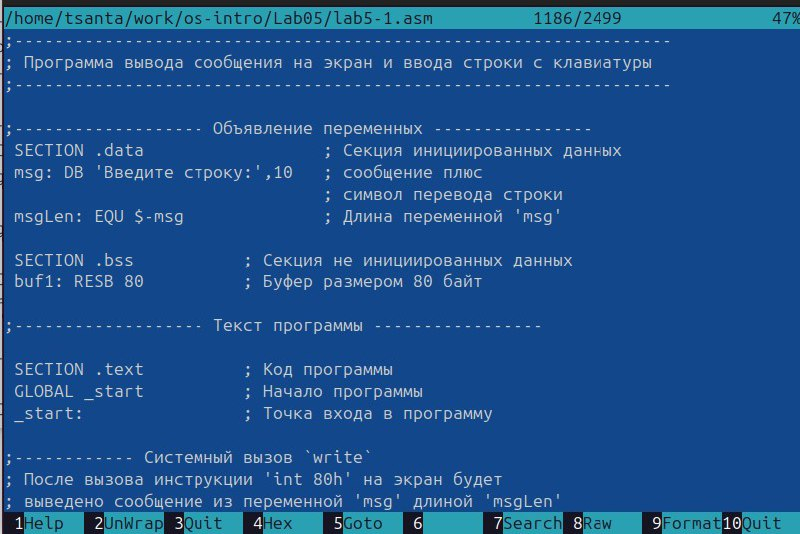 /home/tsanta/work/os-intro/Lab05/lab5-1.asm 1186/2499 47%
;------------------------------------------------------------------
; Программа вывода сообщения на экран и ввода строки с клавиатуры
;------------------------------------------------------------------
;------------------- Объявление переменных ----------------
SECTION .data ; Секция инициированных данных
msg: DB 'Введите строку:',10 ; сообщение плюс
; символ перевода строки
msgLen: EQU $-msg ; Длина переменной 'msg'
SECTION .bss ; Секция не инициированных данных
buf1: RESB 80 ; Буфер размером 80 байт
;------------------- Текст программы -----------------
SECTION .text ; Код программы
GLOBAL _start ; Начало программы
_start: ; Точка входа в программу
;------------ Системный вызов `write`
; После вызова инструкции 'int 80h' на экран будет
; выведено сообщение из переменной 'msg' длиной 'msgLen'
1Help 2UnWrap 3Quit 4Hex 5Goto 6 7Search 8Raw 9Format 10Quit